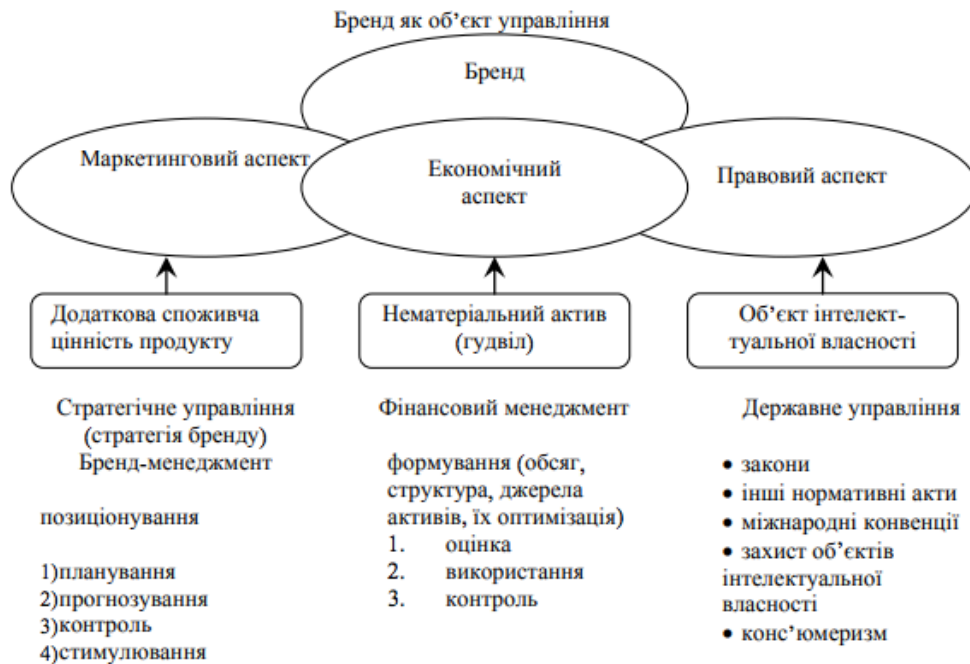 Бренд як об’єкт управління
Бренд
Маркетинговий аспект
Економічний
аспект
Правовий аспект
Додаткова споживча
цінність продукту
Нематеріальний актив
(гудвіл)
Об’єкт інтелек-
туальної власності
Стратегічне управління
(стратегія бренду)
Бренд-менеджмент
позиціонування
1)планування
2)прогнозування
3)контроль
4)стимулювання
Фінансовий менеджмент
формування (обсяг,
структура, джерела
активів, їх оптимізація)
1. оцінка
2. використання
3. контроль
Державне управління
• закони
• інші нормативні акти
• міжнародні конвенції
• захист об’єктів
інтелектуальної
власності
• конс’юмеризм